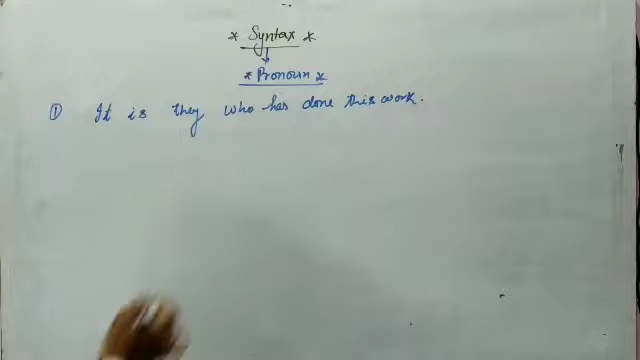 * Syntax *
* Pronoun *
① It is they who has done this work.